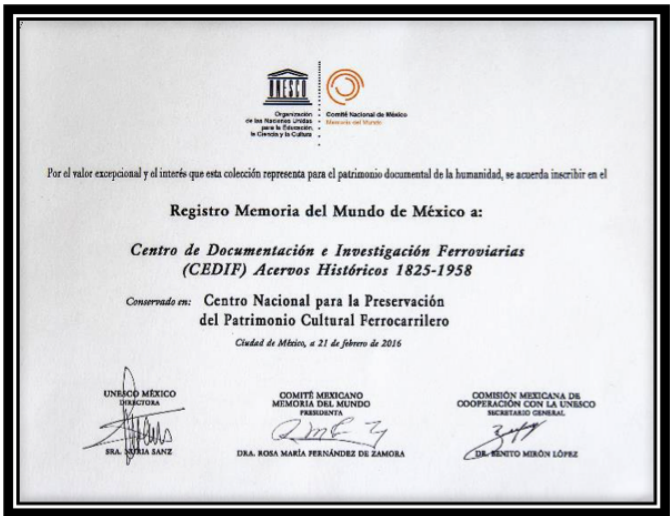 UNESCO
Organización
de las Naciones Unidas
para la Educación,
la Ciencia y la Cultura
Comité Nacional de México
Memoria del Mundo
Por el valor excepcional y el interés que esta colección representa para el patrimonio documental de la humanidad, se acuerda inscribir en el
Registro Memoria del Mundo de México a:
Centro de Documentación e Investigación Ferroviarias
(CEDIF) Acervos Históricos 1825-1958
Conservado en: Centro Nacional para la Preservación
del Patrimonio Cultural Ferrocarrilero
Ciudad de México, a 21 de febrero de 2016
UNESCO MÉXICO
DIRECTORA
SRA. NURIA SANZ
COMITÉ MEXICANO
MEMORIA DEL MUNDO
PRESIDENTA
DRA. ROSA MARÍA FERNÁNDEZ DE ZAMORA
COMISIÓN MEXICANA DE
COOPERACIÓN CON LA UNESCO
SECRETARIO GENERAL
DR. BENITO MIRÓN LÓPEZ